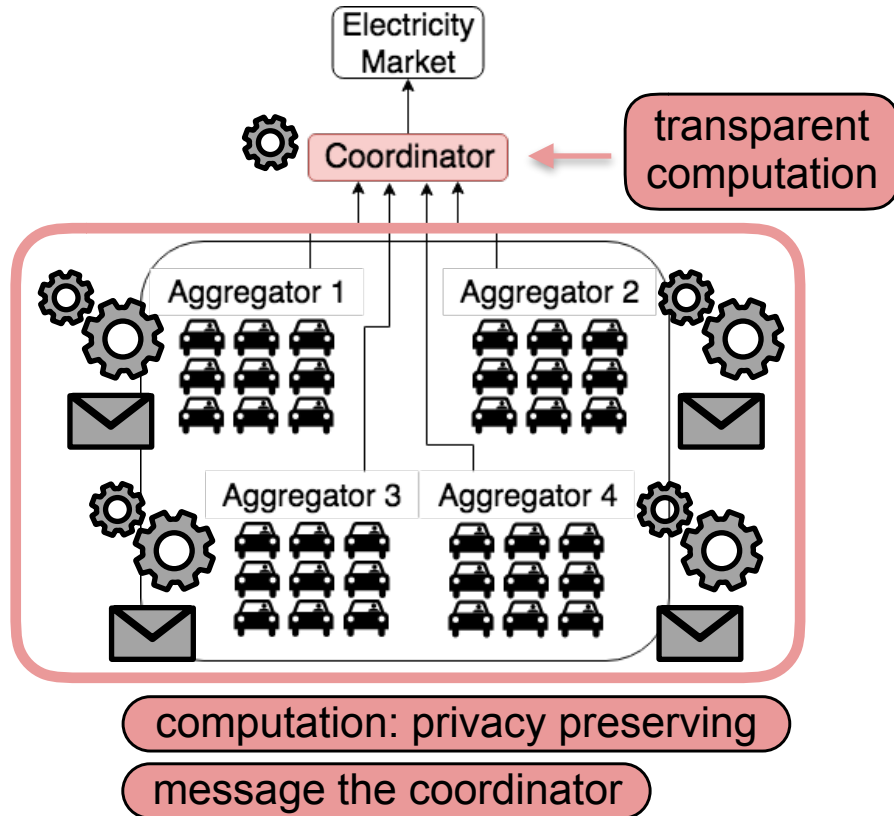 Electricity
Market
Coordinator
transparent
computation
Aggregator 1
Aggregator 2
Aggregator 3
Aggregator 4
computation: privacy preserving
message the coordinator